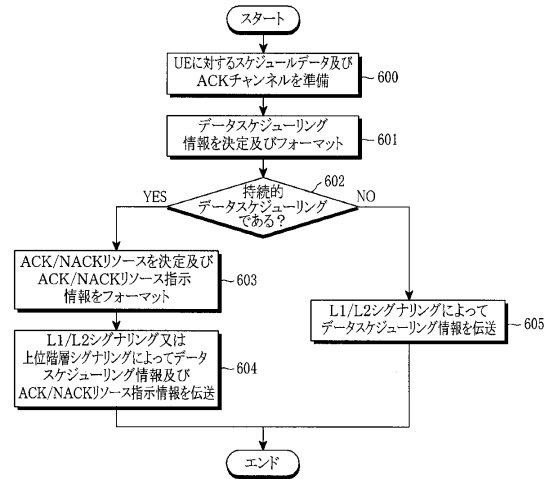 スタート
UEに対するスケジュールデータ及び
ACKチャンネルを準備
600
データスケジューリング
情報を決定及びフォーマット
601
602
持続的
データスケジューリング
である?
YES
NO
ACK/NACKリソースを決定及び
ACK/NACKリソース指示
情報をフォーマット
603
L1/L2シグナリング又は
上位階層シグナリングによってデータ
スケジューリング情報及び
ACK/NACKリソース指示情報を伝送
604
L1/L2シグナリングによって
データスケジューリング情報を伝送
605
エンド